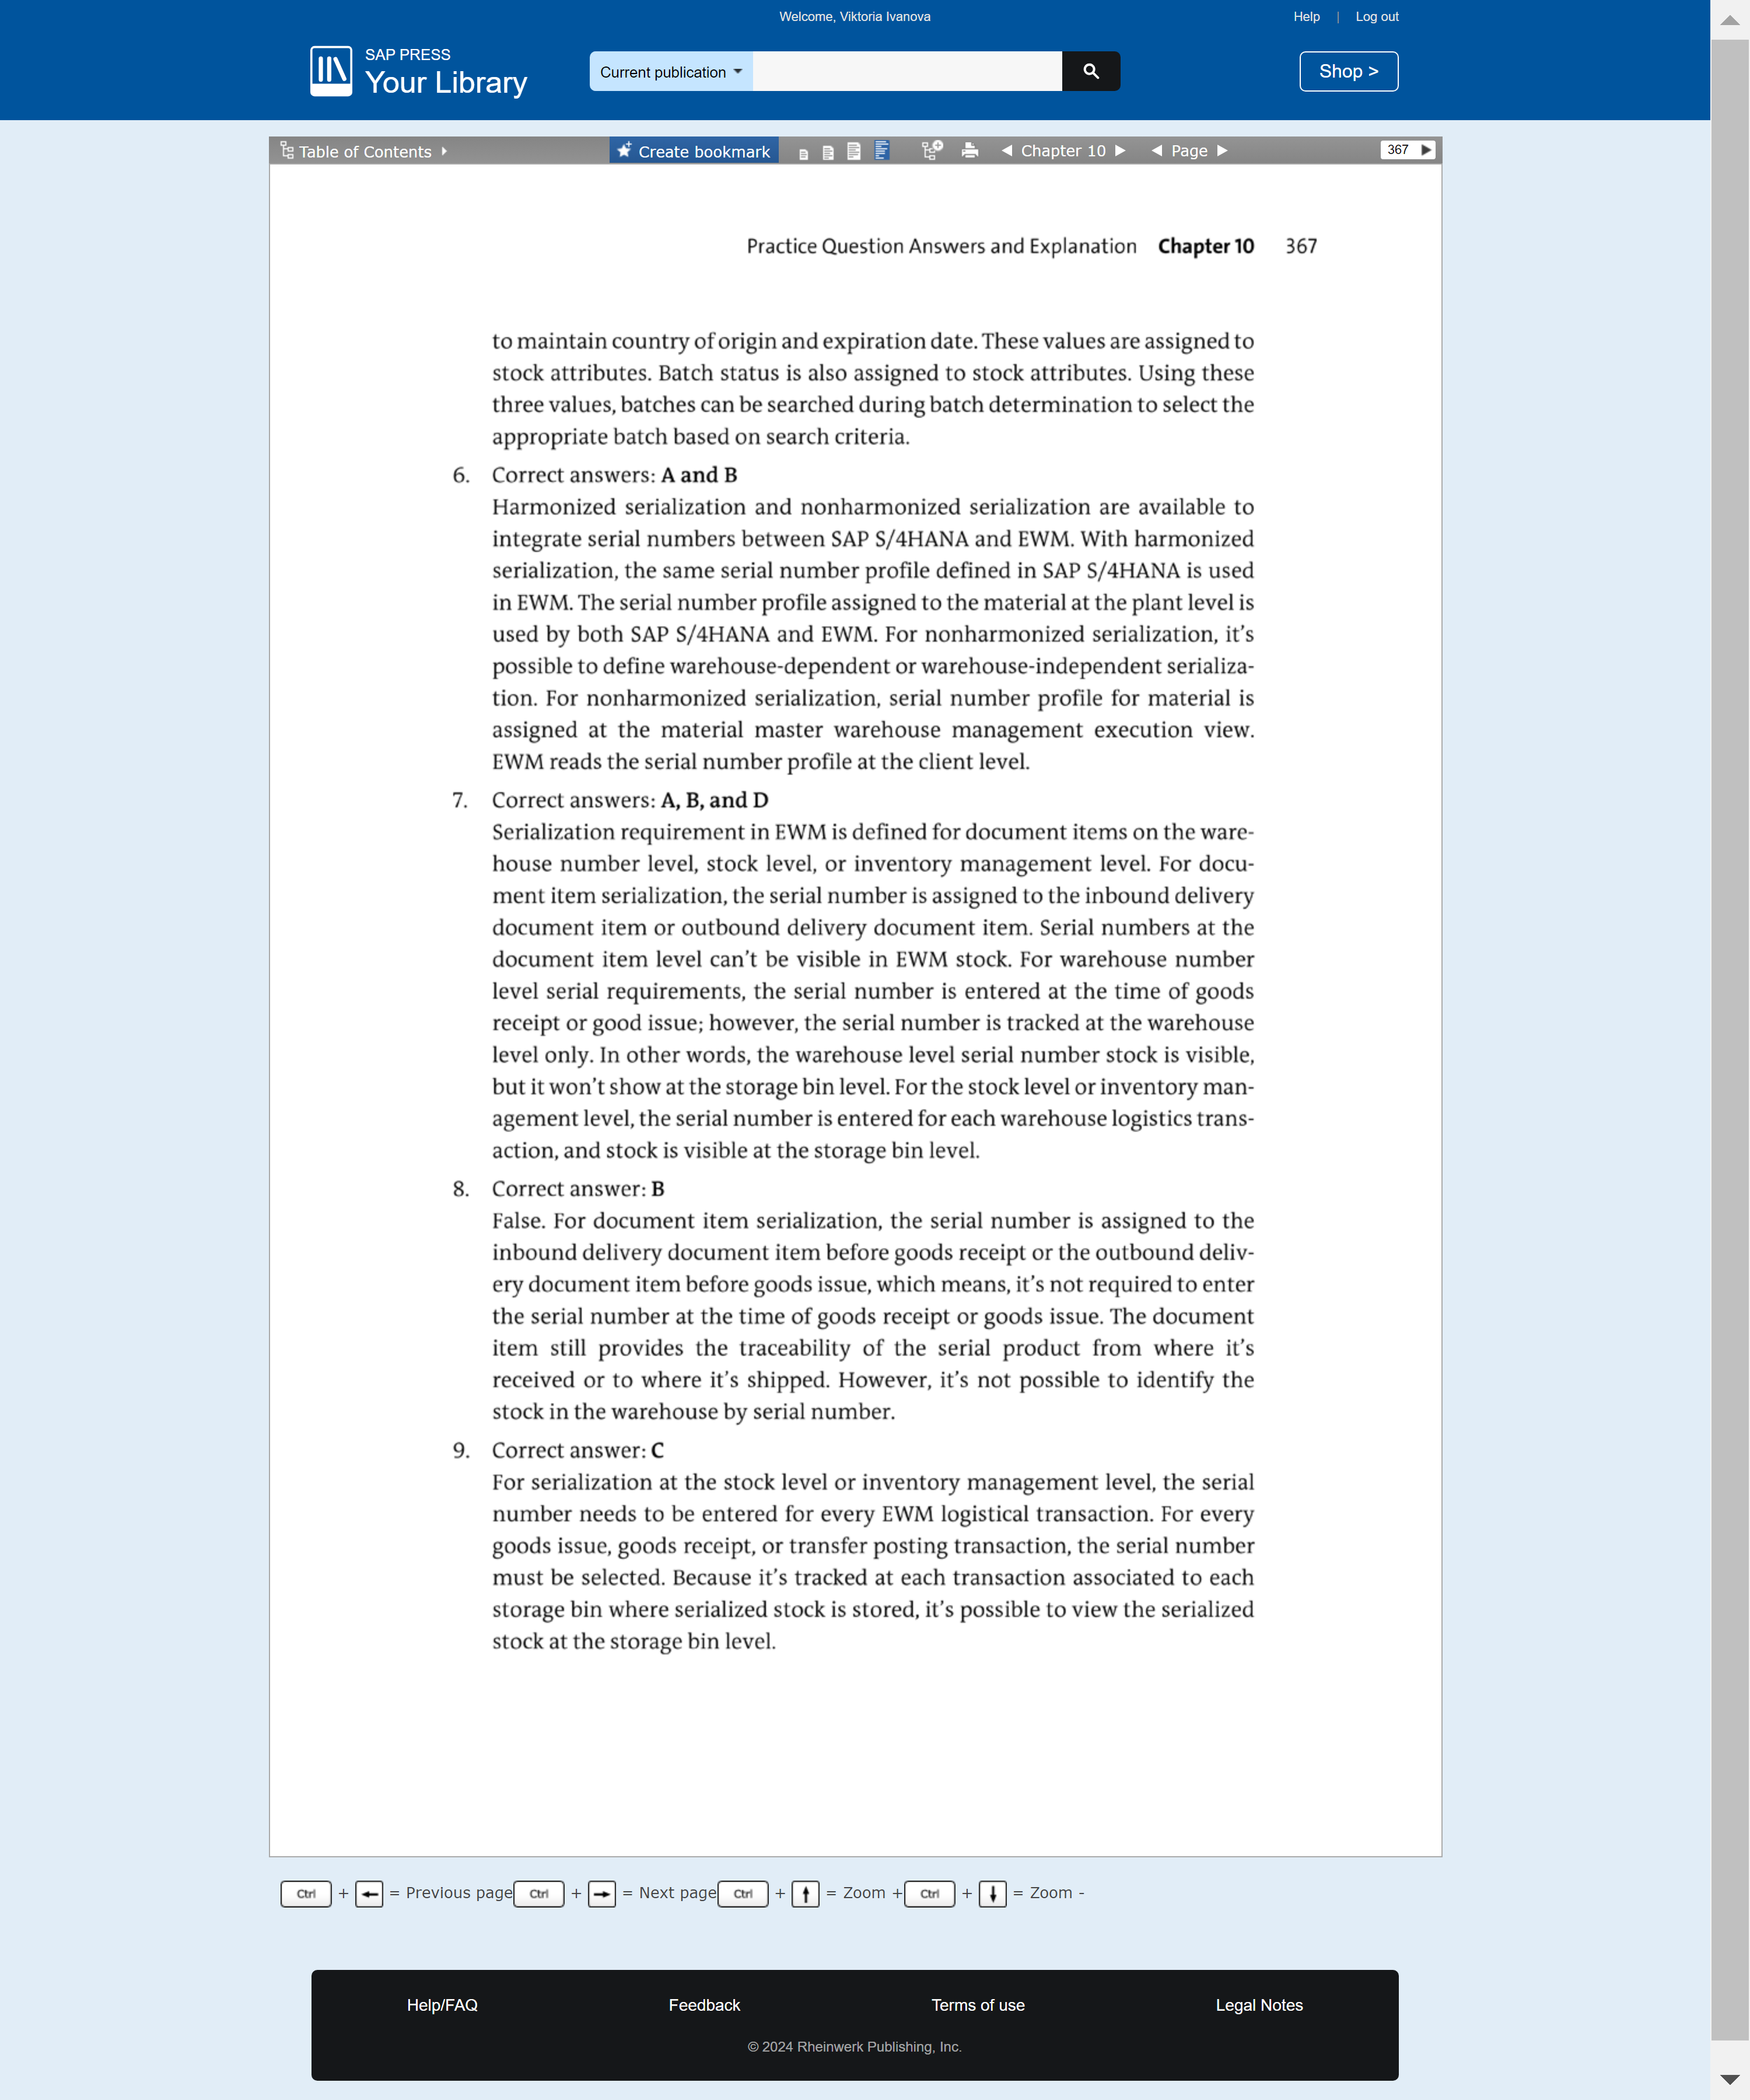 Welcome, Viktoria Ivanova
Help | Log out
SAP PRESS
Your Library
Current publication
Shop >
Table of Contents
Create bookmark
Chapter 10
Page
367
Practice Question Answers and Explanation Chapter 10 367
to maintain country of origin and expiration date. These values are assigned to
stock attributes. Batch status is also assigned to stock attributes. Using these
three values, batches can be searched during batch determination to select the
appropriate batch based on search criteria.
6. Correct answers: A and B
Harmonized serialization and nonharmonized serialization are available to
integrate serial numbers between SAP S/4HANA and EWM. With harmonized
serialization, the same serial number profile defined in SAP S/4HANA is used
in EWM. The serial number profile assigned to the material at the plant level is
used by both SAP S/4HANA and EWM. For nonharmonized serialization, it's
possible to define warehouse-dependent or warehouse-independent serializa-
tion. For nonharmonized serialization, serial number profile for material is
assigned at the material master warehouse management execution view.
EWM reads the serial number profile at the client level.
7. Correct answers: A, B, and D
Serialization requirement in EWM is defined for document items on the ware-
house number level, stock level, or inventory management level. For docu-
ment item serialization, the serial number is assigned to the inbound delivery
document item or outbound delivery document item. Serial numbers at the
document item level can't be visible in EWM stock. For warehouse number
level serial requirements, the serial number is entered at the time of goods
receipt or good issue; however, the serial number is tracked at the warehouse
level only. In other words, the warehouse level serial number stock is visible,
but it won't show at the storage bin level. For the stock level or inventory man-
agement level, the serial number is entered for each warehouse logistics trans-
action, and stock is visible at the storage bin level.
8. Correct answer: B
False. For document item serialization, the serial number is assigned to the
inbound delivery document item before goods receipt or the outbound deliv-
ery document item before goods issue, which means, it's not required to enter
the serial number at the time of goods receipt or goods issue. The document
item still provides the traceability of the serial product from where it's
received or to where it's shipped. However, it's not possible to identify the
stock in the warehouse by serial number.
9. Correct answer: C
For serialization at the stock level or inventory management level, the serial
number needs to be entered for every EWM logistical transaction. For every
goods issue, goods receipt, or transfer posting transaction, the serial number
must be selected. Because it's tracked at each transaction associated to each
storage bin where serialized stock is stored, it's possible to view the serialized
stock at the storage bin level.
Ctrl + ← = Previous page Ctrl + → = Next page Ctrl + ↑ = Zoom + Ctrl + ↓ = Zoom -
Help/FAQ
Feedback
Terms of use
Legal Notes
© 2024 Rheinwerk Publishing, Inc.